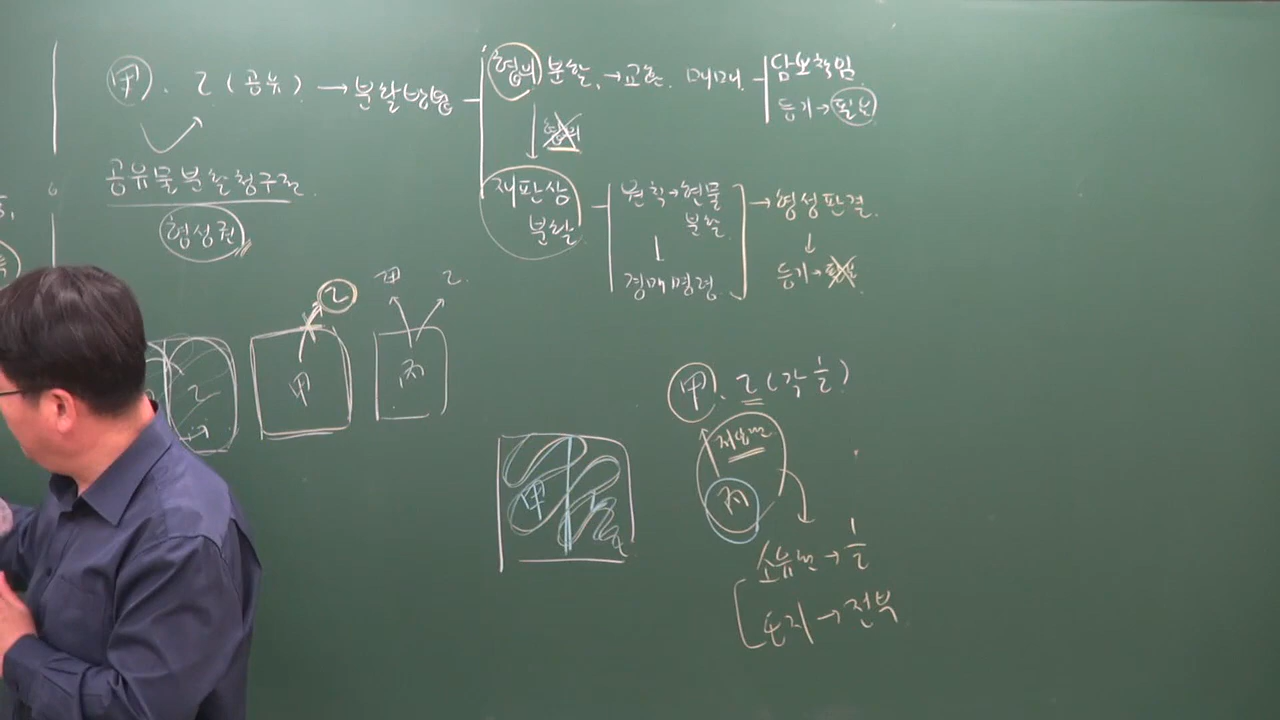 甲. 乙 (공유) → 분할방법
협의 분할, → 교환. 매매.
담보책임
등기 → 필요
협의
공유물분할청구권.
형성권
재판상
분할
원칙 → 현물
분할.
경매명령.
→ 형성판결.
등기 → 필요
乙
甲 乙.
乙 甲 丙
甲. 乙 (각 1/2)
저당권
丙
甲 乙
소유권 → 1/2
토지 → 전부